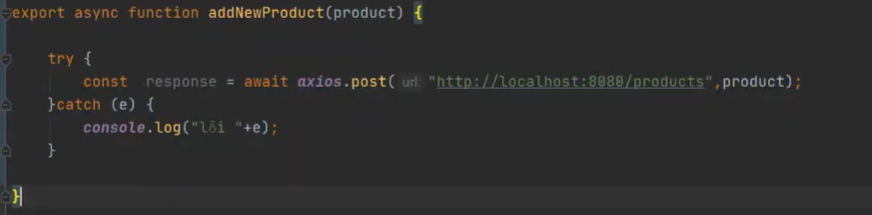 export async function addNewProduct(product) {
try {
const response = await axios.post( url: "http://localhost:8080/products",product);
}catch (e) {
console.log("lỗi "+e);
}
}